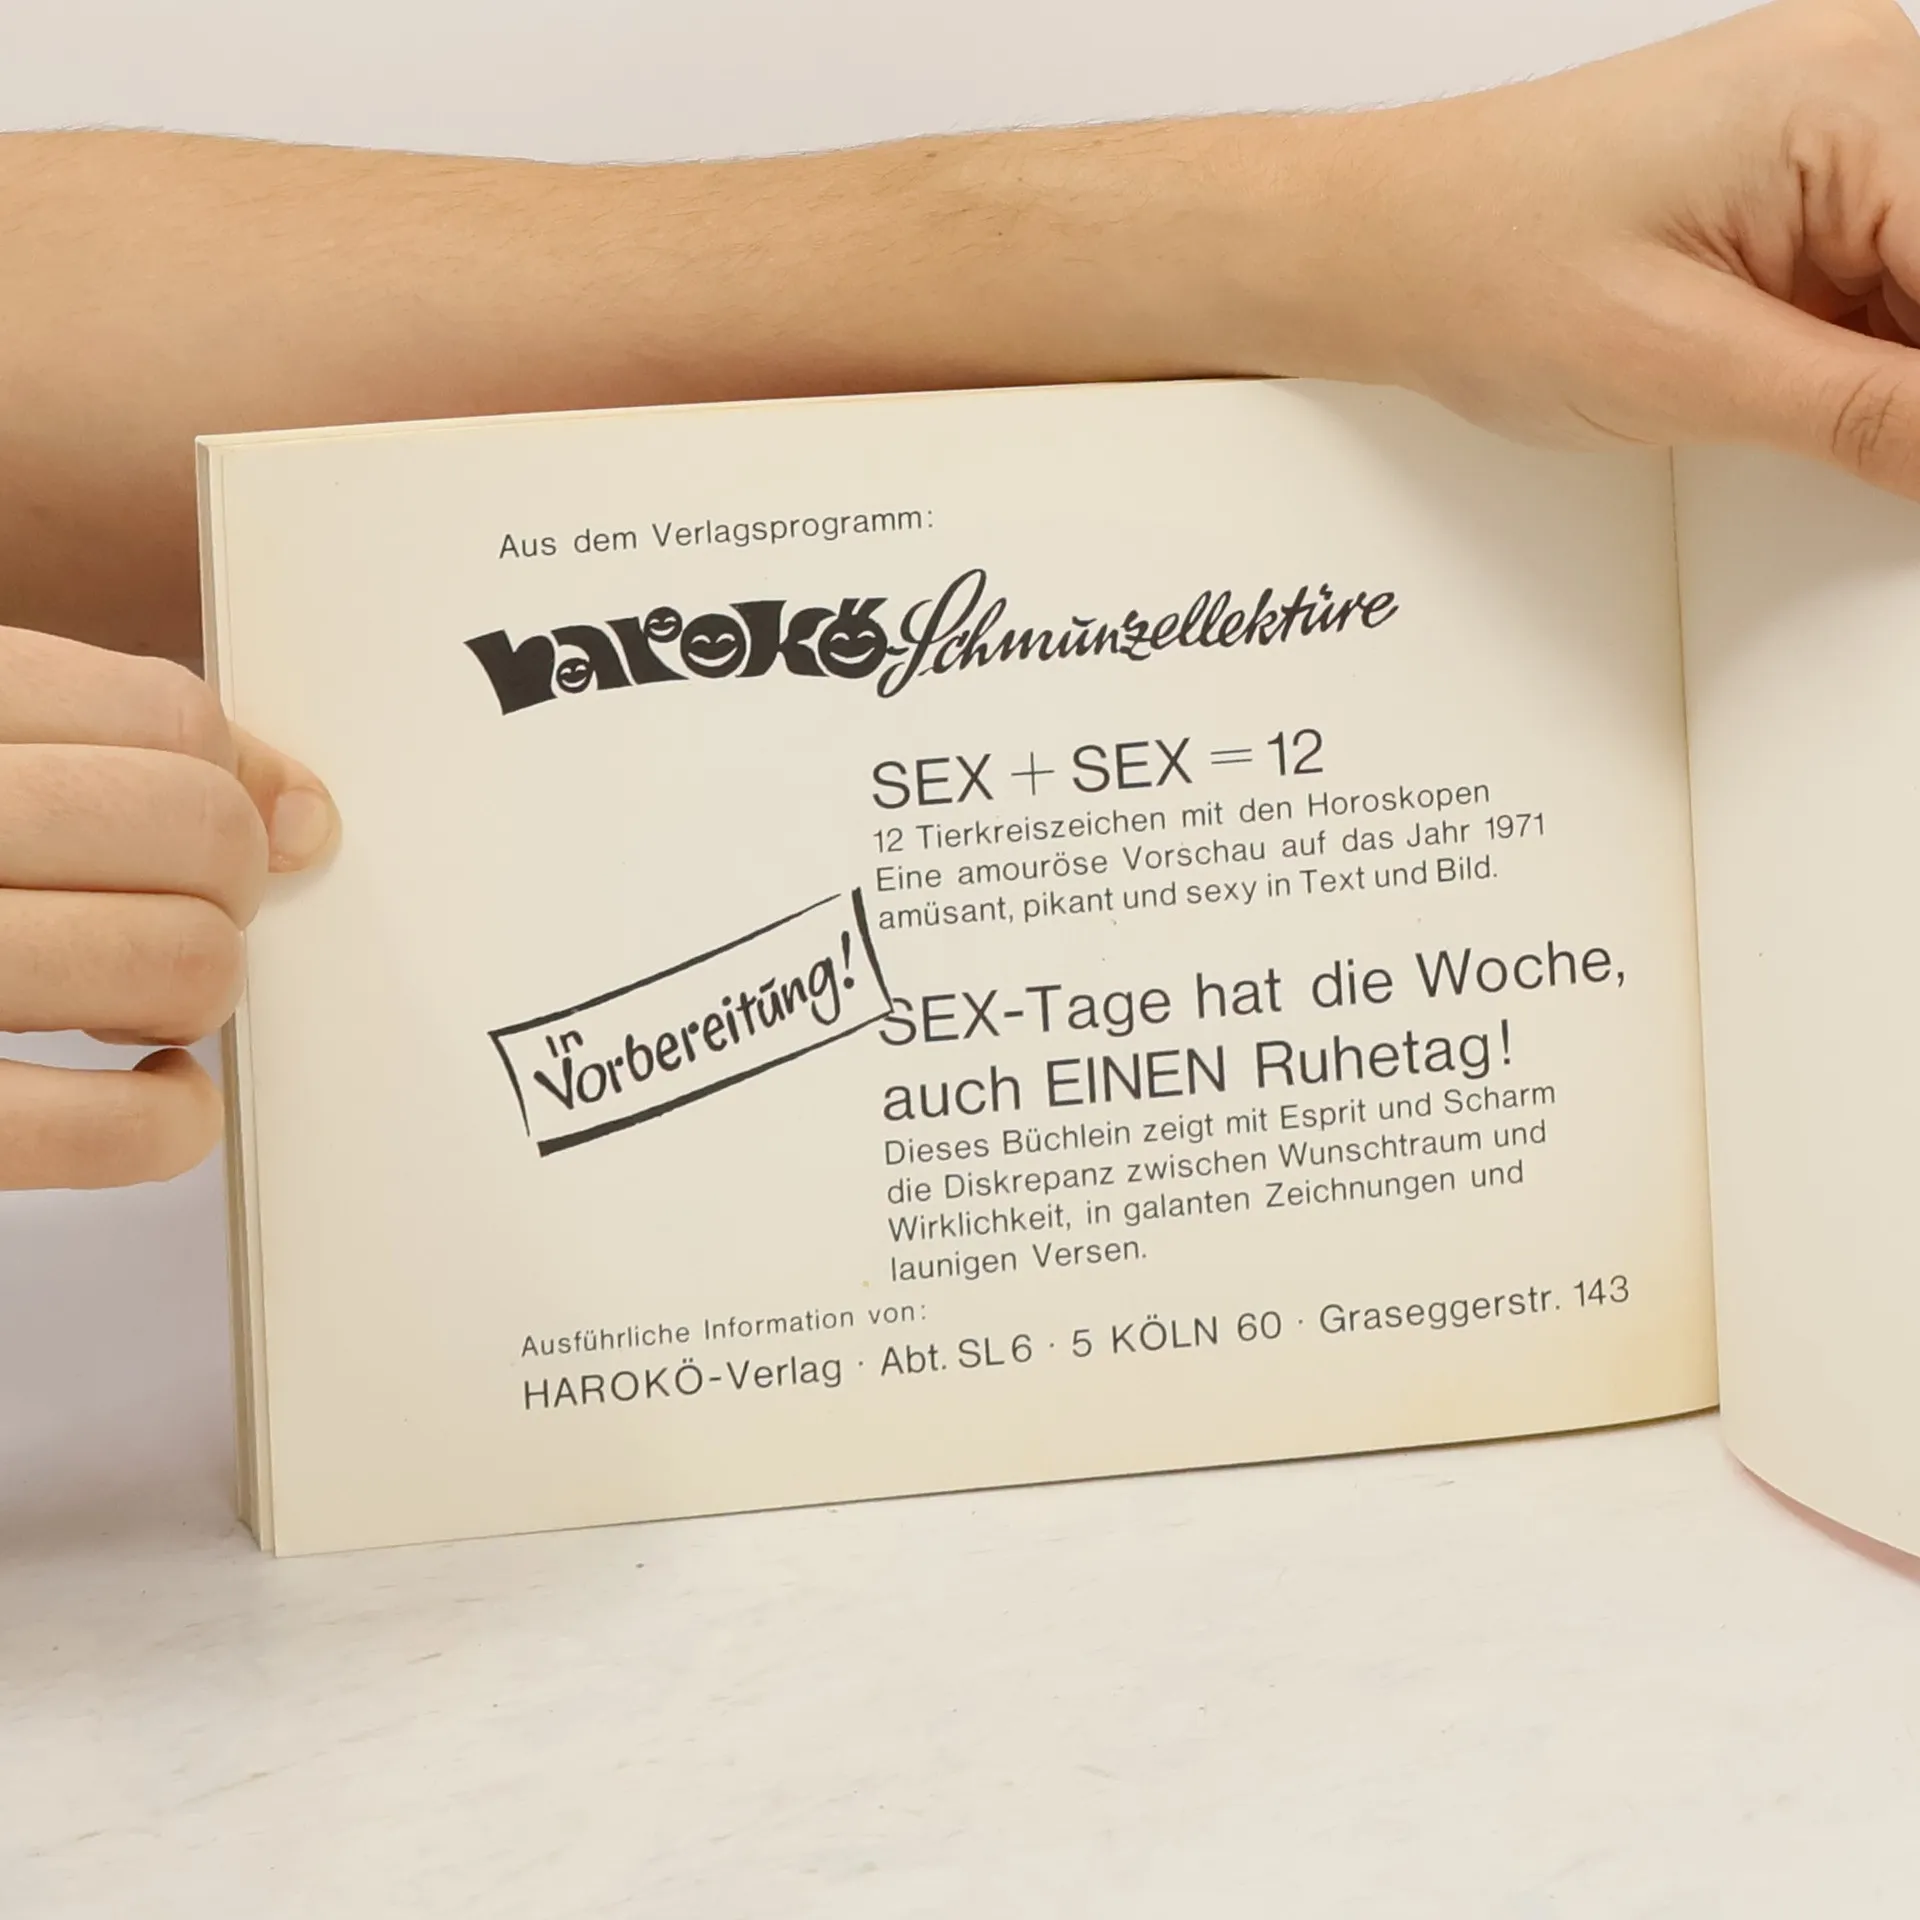 Aus dem Verlagsprogramm:
harokö-Schmunzellektüre
SEX + SEX = 12
12 Tierkreiszeichen mit den Horoskopen
Eine amouröse Vorschau auf das Jahr 1971
amüsant, pikant und sexy in Text und Bild.
in
Vorbereitung!
SEX-Tage hat die Woche,
auch EINEN Ruhetag!
Dieses Büchlein zeigt mit Esprit und Scharm
die Diskrepanz zwischen Wunschtraum und
Wirklichkeit, in galanten Zeichnungen und
launigen Versen.
Ausführliche Information von:
HAROKÖ-Verlag · Abt. SL 6 · 5 KÖLN 60 · Graseggerstr. 143